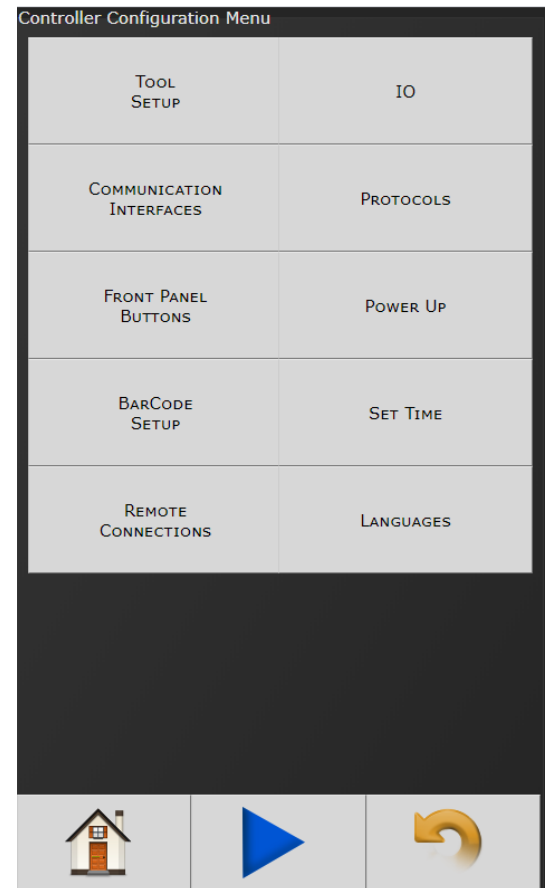 Controller Configuration Menu
Tool
Setup
IO
Communication
Interfaces
Protocols
Front Panel
Buttons
Power Up
BarCode
Setup
Set Time
Remote
Connections
Languages